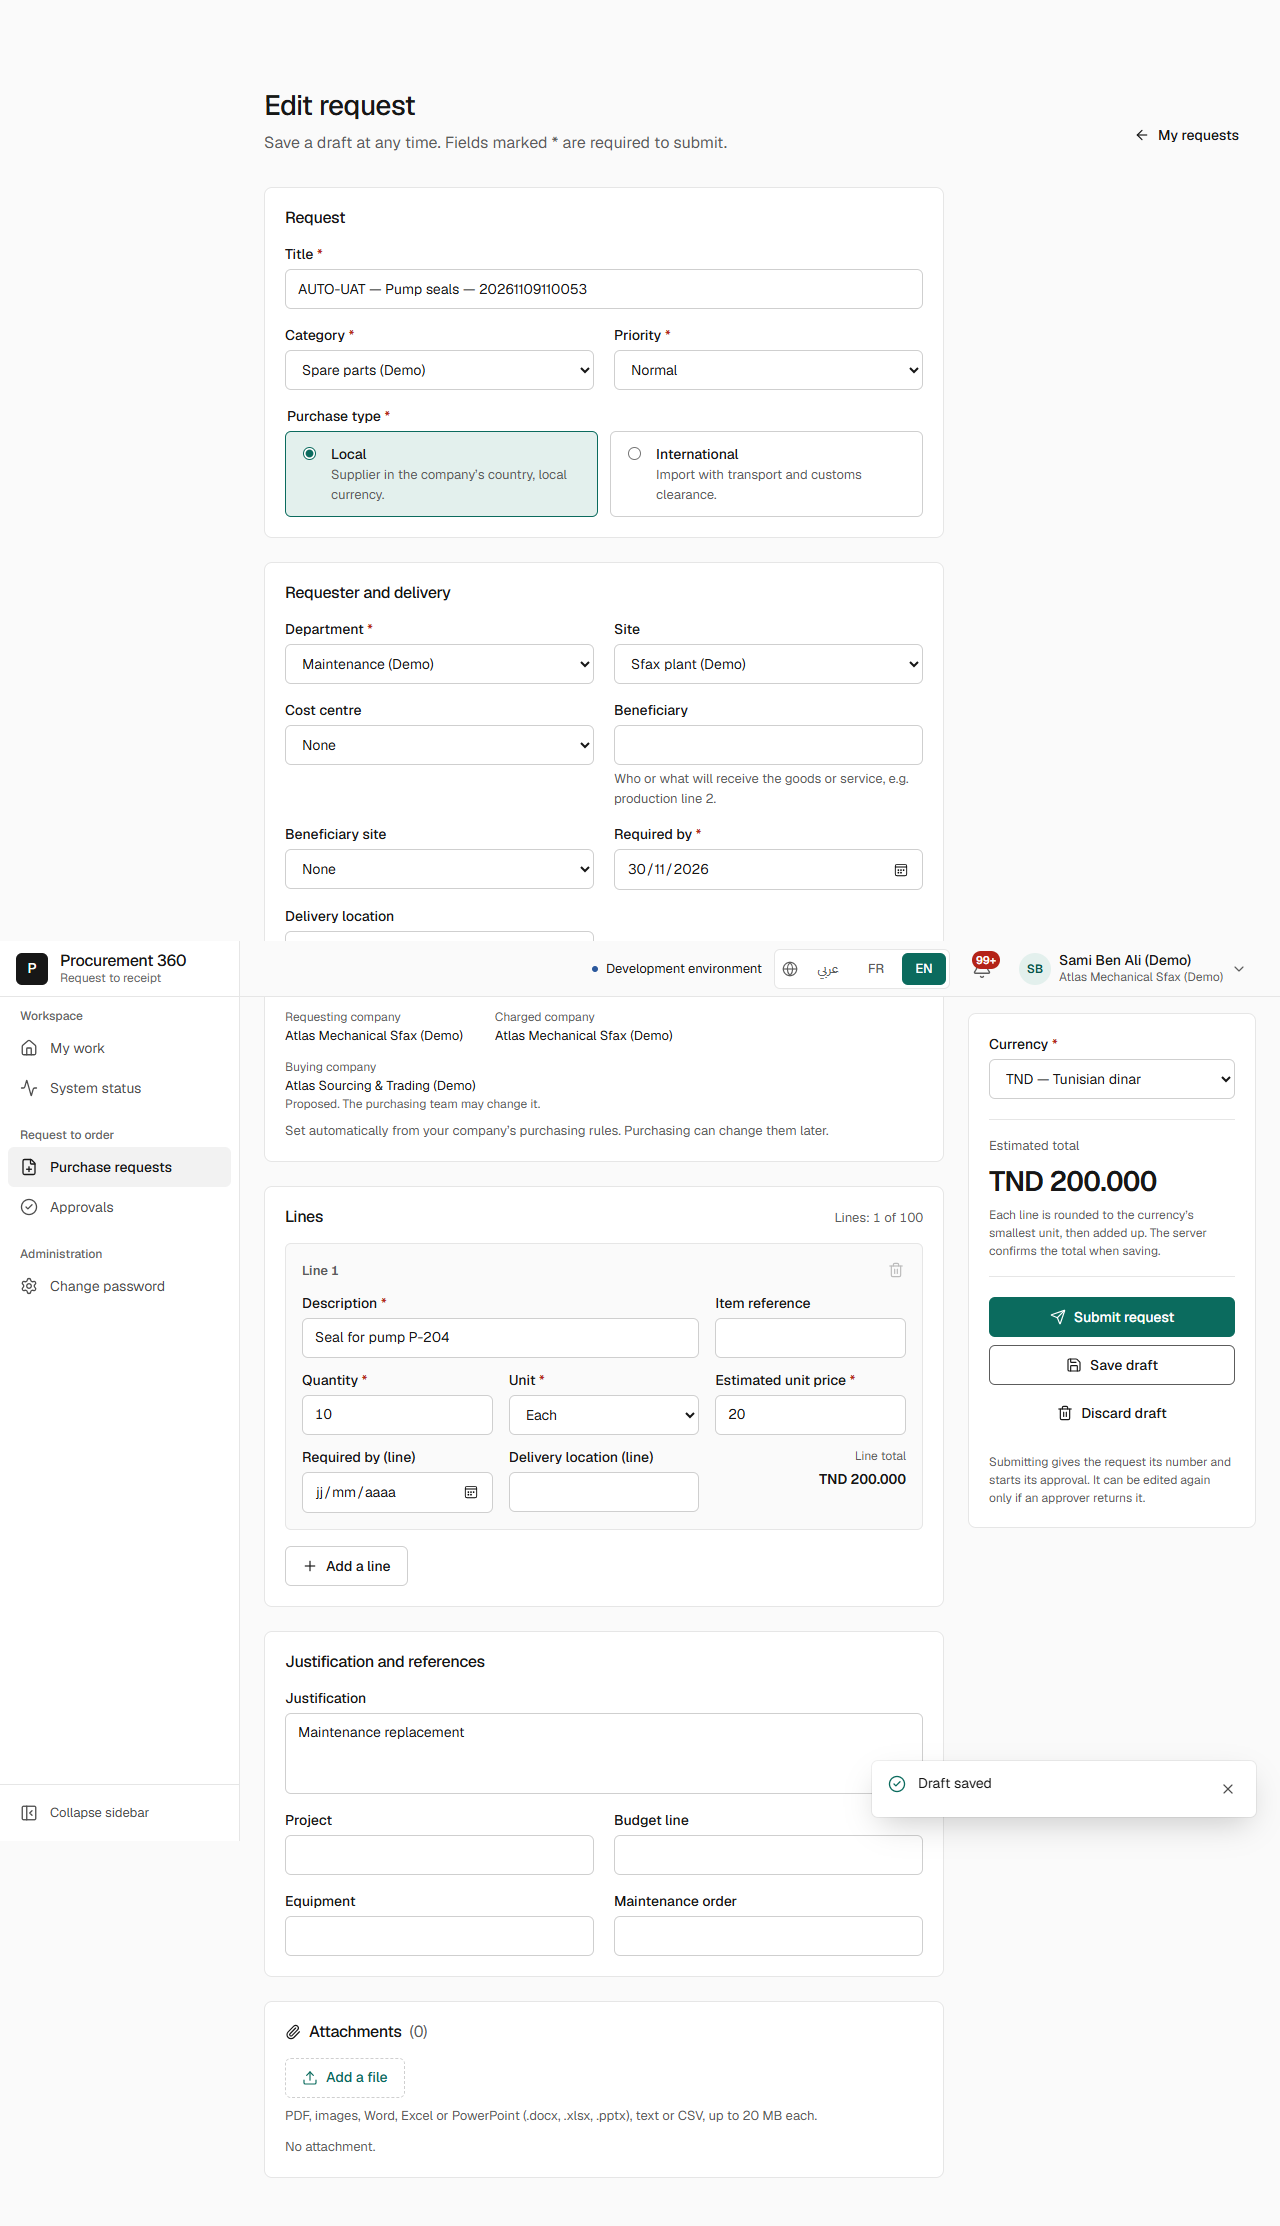 Edit request
Save a draft at any time. Fields marked * are required to submit.
My requests
Request
Title *
AUTO-UAT — Pump seals — 20261109110053
Category *
Priority *
Spare parts (Demo)
Normal
Purchase type *
Local
Supplier in the company's country, local
currency.
International
Import with transport and customs
clearance.
Requester and delivery
Department *
Site
Maintenance (Demo)
Sfax plant (Demo)
Cost centre
Beneficiary
None
Who or what will receive the goods or service, e.g.
production line 2.
Beneficiary site
Required by *
None
30/11/2026
Delivery location
P
Procurement 360
Request to receipt
Development environment
عربي
FR
EN
99+
SB
Sami Ben Ali (Demo)
Atlas Mechanical Sfax (Demo)
Workspace
My work
System status
Request to order
Purchase requests
Approvals
Administration
Change password
Collapse sidebar
Requesting company
Atlas Mechanical Sfax (Demo)
Charged company
Atlas Mechanical Sfax (Demo)
Buying company
Atlas Sourcing & Trading (Demo)
Proposed. The purchasing team may change it.
Set automatically from your company's purchasing rules. Purchasing can change them later.
Currency *
TND — Tunisian dinar
Estimated total
TND 200.000
Each line is rounded to the currency's
smallest unit, then added up. The server
confirms the total when saving.
Submit request
Save draft
Discard draft
Submitting gives the request its number and
starts its approval. It can be edited again
only if an approver returns it.
Lines
Lines: 1 of 100
Line 1
Description *
Item reference
Seal for pump P-204
Quantity *
Unit *
Estimated unit price *
10
Each
20
Required by (line)
Delivery location (line)
Line total
jj/mm/aaaa
TND 200.000
Add a line
Justification and references
Justification
Maintenance replacement
Draft saved
Project
Budget line
Equipment
Maintenance order
Attachments (0)
Add a file
PDF, images, Word, Excel or PowerPoint (.docx, .xlsx, .pptx), text or CSV, up to 20 MB each.
No attachment.